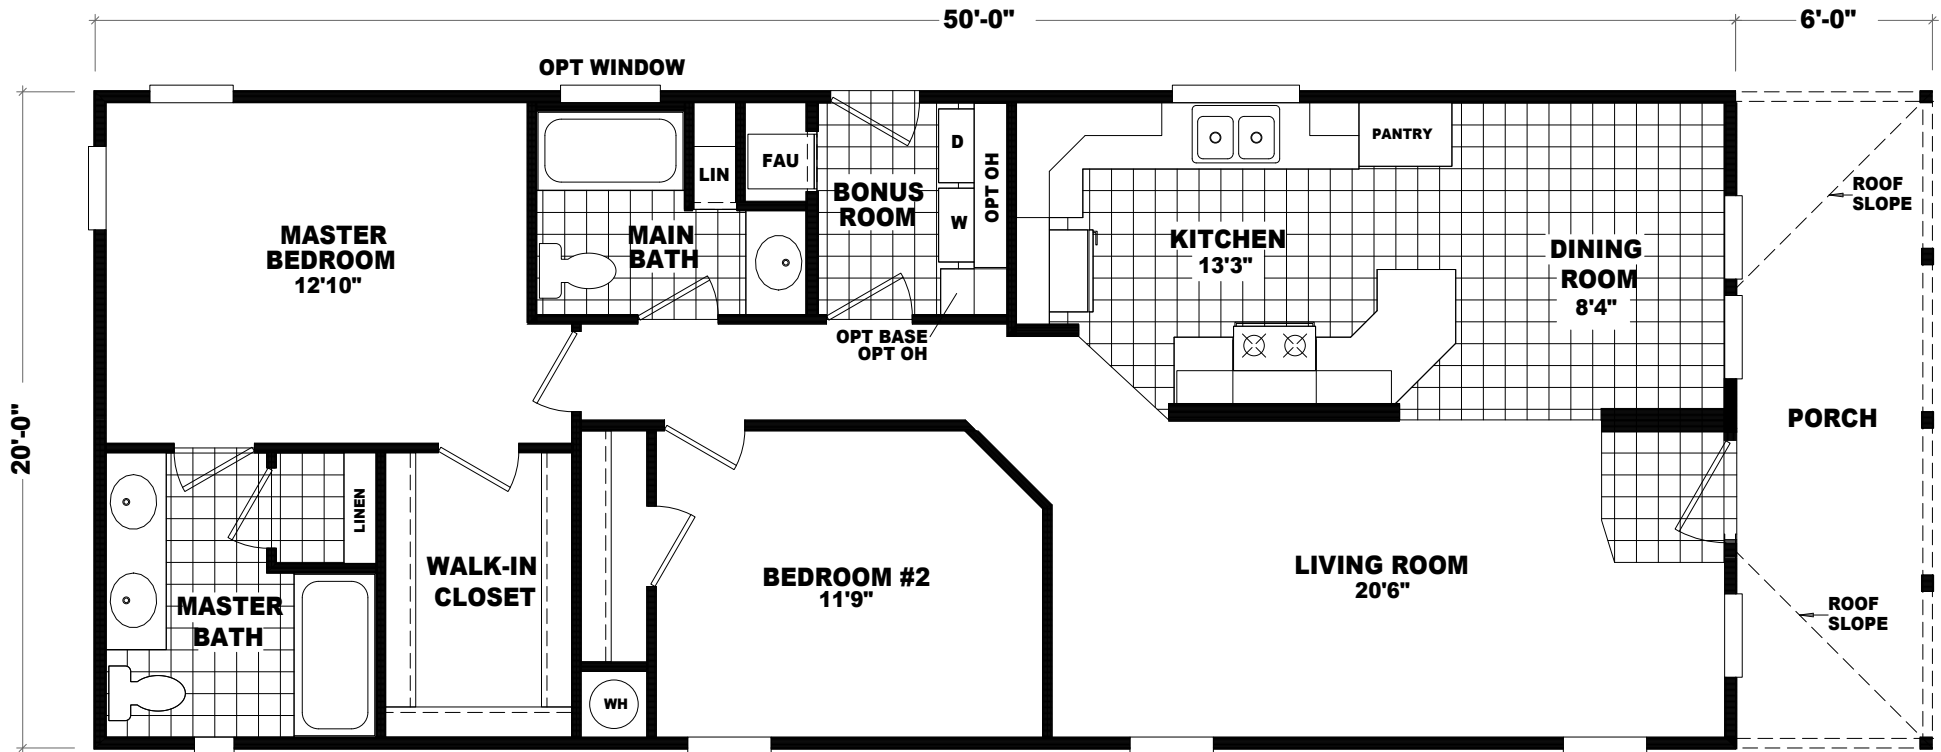 50'-0"
6'-0"
OPT WINDOW
20'-0"
MASTER
BEDROOM
12'10"
MAIN
BATH
LIN
FAU
BONUS
ROOM
D
W
OPT OH
OPT BASE
OPT OH
KITCHEN
13'3"
PANTRY
DINING
ROOM
8'4"
ROOF
SLOPE
PORCH
ROOF
SLOPE
LINEN
MASTER
BATH
WALK-IN
CLOSET
WH
BEDROOM #2
11'9"
LIVING ROOM
20'6"